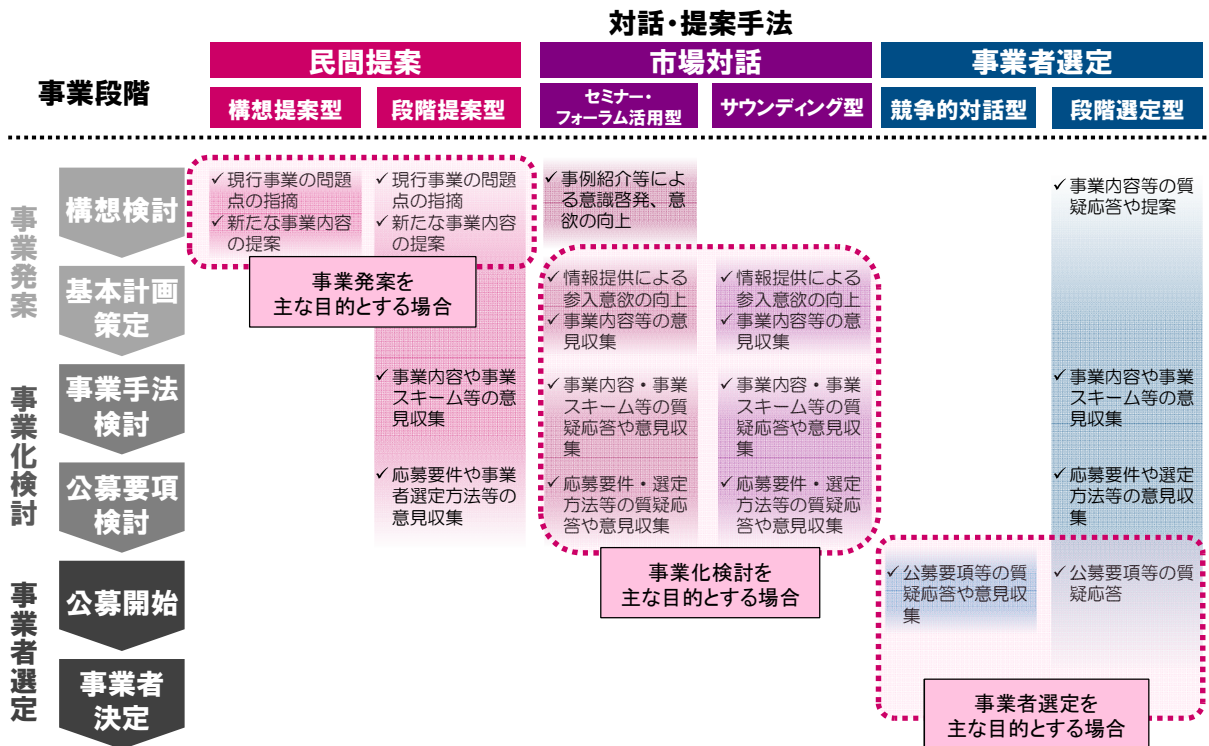 対話・提案手法
事業段階
民間提案
市場対話
事業者選定
構想提案型
段階提案型
セミナー・
フォーラム活用型
サウンディング型
競争的対話型
段階選定型
事業発案
構想検討
✓現行事業の問題
点の指摘
✓新たな事業内容
の提案
✓現行事業の問題
点の指摘
✓新たな事業内容
の提案
✓事例紹介等によ
る意識啓発、意
欲の向上
✓事業内容等の質
疑応答や提案
事業発案を
主な目的とする場合
基本計画
策定
✓情報提供による
参入意欲の向上
✓事業内容等の意
見収集
✓情報提供による
参入意欲の向上
✓事業内容等の意
見収集
事業化検討
事業手法
検討
✓事業内容や事業
スキーム等の意
見収集
✓事業内容・事業
スキーム等の質
疑応答や意見収
集
✓事業内容・事業
スキーム等の質
疑応答や意見収
集
✓事業内容や事業
スキーム等の意
見収集
公募要項
検討
✓応募要件や事業
者選定方法等の
意見収集
✓応募要件・選定
方法等の質疑応
答や意見収集
✓応募要件・選定
方法等の質疑応
答や意見収集
✓応募要件や選定
方法等の意見収
集
事業化検討を
主な目的とする場合
事業者選定
公募開始
✓公募要項等の質
疑応答や意見収
集
✓公募要項等の質
疑応答
事業者
決定
事業者選定を
主な目的とする場合